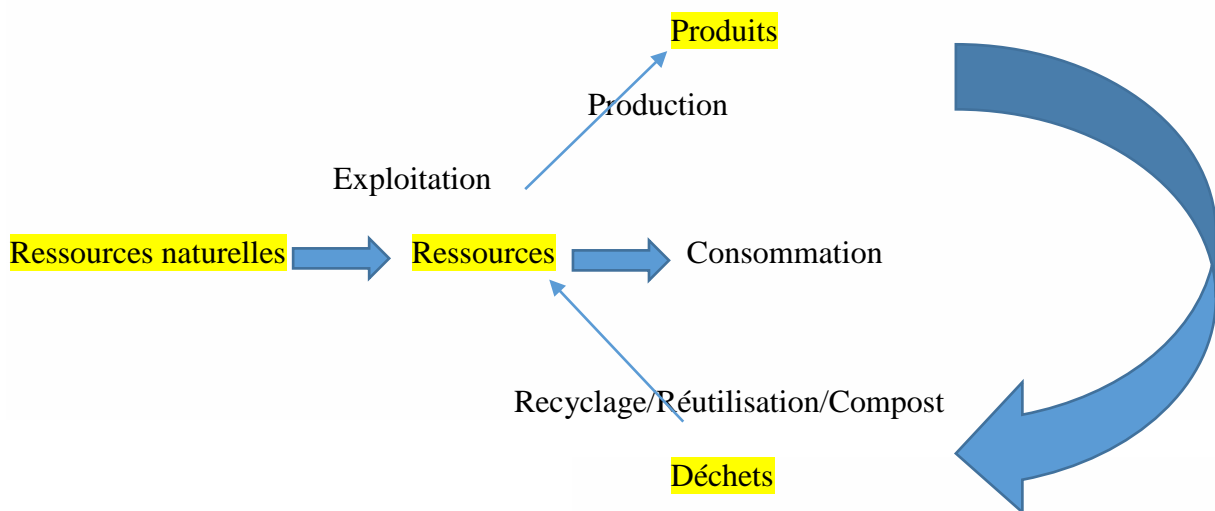 Produits
Production
Exploitation
Ressources naturelles Ressources Consommation
Recyclage/Réutilisation/Compost
Déchets